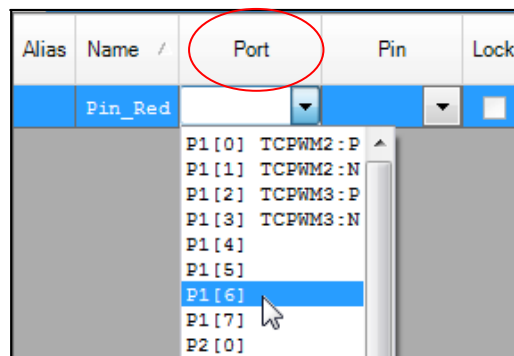 Alias Name / Port Pin Lock
Pin_Red
P1[0] TCPWM2:P
P1[1] TCPWM2:N
P1[2] TCPWM3:P
P1[3] TCPWM3:N
P1[4]
P1[5]
P1[6]
P1[7]
P2[0]